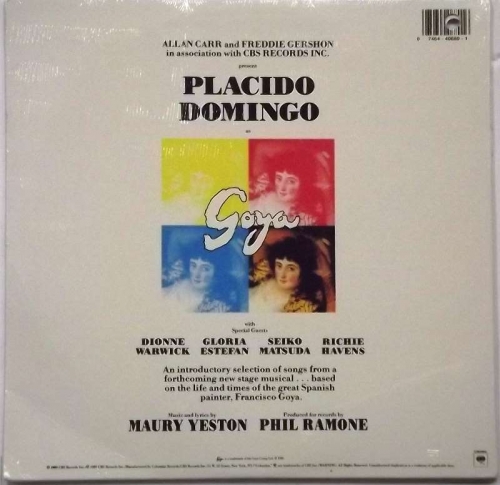 ALLAN CARR and FREDDIE GERSHON
in association with CBS RECORDS INC.
present
PLACIDO
DOMINGO
as
Goya
with
Special Guests
DIONNE WARWICK GLORIA ESTEFAN SEIKO MATSUDA RICHIE HAVENS
An introductory selection of songs from a
forthcoming new stage musical . . . based
on the life and times of the great Spanish
painter, Francisco Goya.
Music and lyrics by
MAURY YESTON
Produced for records by
PHIL RAMONE